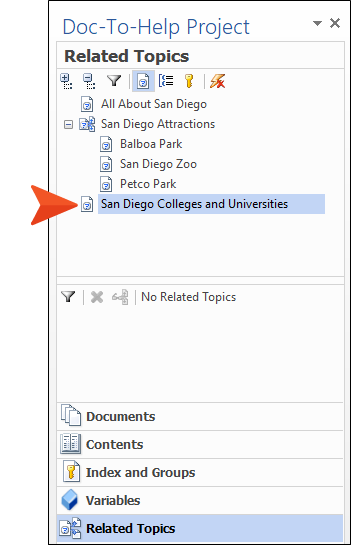 Doc-To-Help Project
Related Topics
All About San Diego
San Diego Attractions
Balboa Park
San Diego Zoo
Petco Park
San Diego Colleges and Universities
No Related Topics
Documents
Contents
Index and Groups
Variables
Related Topics